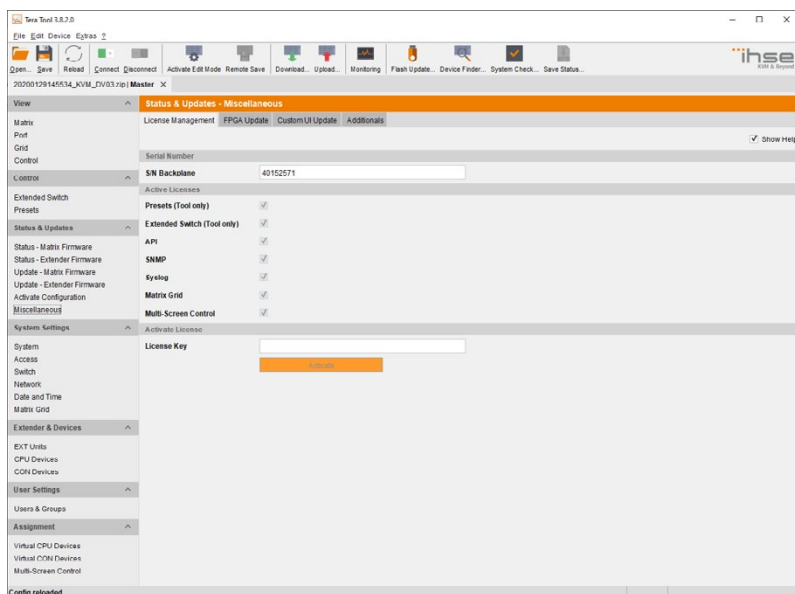 Tera Tool 3.8.2.0
File Edit Device Extras ?
Open... Save Reload Connect Disconnect Activate Edit Mode Remote Save Download... Upload... Monitoring Flash Update... Device Finder... System Check... Save Status...
ihse
KVM & Beyond
20200129145534_KVM_DV03.zip | Master X
View
Matrix
Port
Grid
Control
Control
Extended Switch
Presets
Status & Updates
Status - Matrix Firmware
Status - Extender Firmware
Update - Matrix Firmware
Update - Extender Firmware
Activate Configuration
Miscellaneous
System Settings
System
Access
Switch
Network
Date and Time
Matrix Grid
Extender & Devices
EXT Units
CPU Devices
CON Devices
User Settings
Users & Groups
Assignment
Virtual CPU Devices
Virtual CON Devices
Multi-Screen Control
Status & Updates - Miscellaneous
License Management FPGA Update Custom UI Update Additionals
Show Help
Serial Number
S/N Backplane 40152571
Active Licenses
Presets (Tool only)
Extended Switch (Tool only)
API
SNMP
Syslog
Matrix Grid
Multi-Screen Control
Activate License
License Key
Activate
Config reloaded